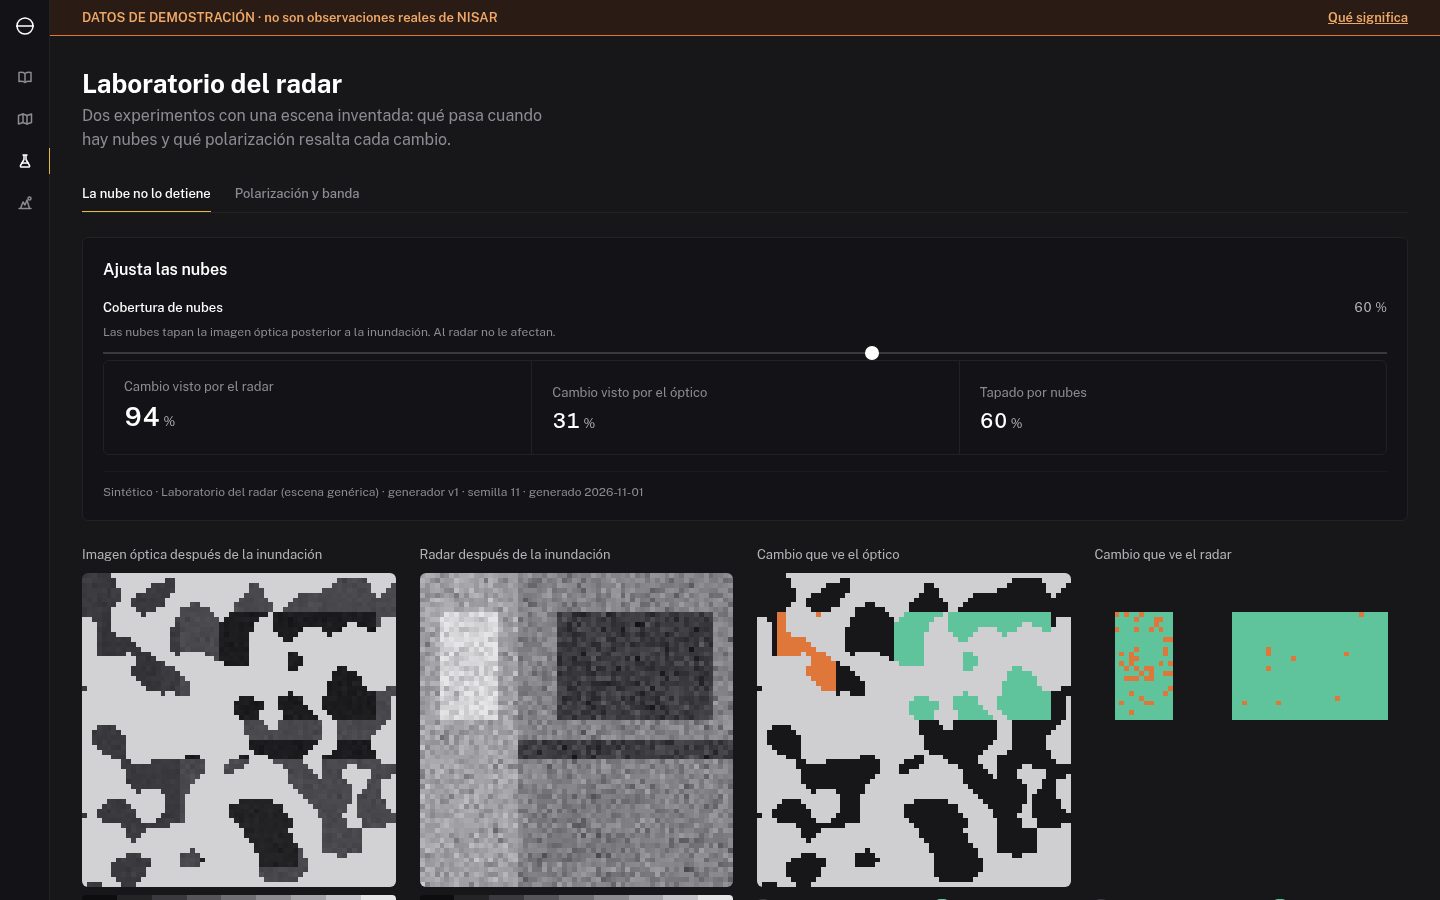 DATOS DE DEMOSTRACIÓN · no son observaciones reales de NISAR
Qué significa
Laboratorio del radar
Dos experimentos con una escena inventada: qué pasa cuando
hay nubes y qué polarización resalta cada cambio.
La nube no lo detiene
Polarización y banda
Ajusta las nubes
Cobertura de nubes
60 %
Las nubes tapan la imagen óptica posterior a la inundación. Al radar no le afectan.
Cambio visto por el radar
94 %
Cambio visto por el óptico
31 %
Tapado por nubes
60 %
Sintético · Laboratorio del radar (escena genérica) · generador v1 · semilla 11 · generado 2026-11-01
Imagen óptica después de la inundación
Radar después de la inundación
Cambio que ve el óptico
Cambio que ve el radar